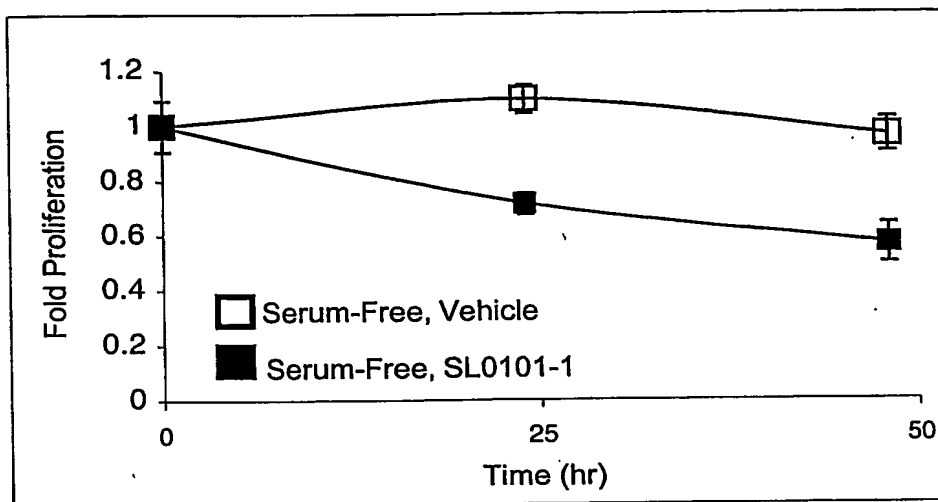 1.2
1
0.8
0.6
0.4
0.2
0
Fold Proliferation
Serum-Free, Vehicle
Serum-Free, SL0101-1
0
25
50
Time (hr)